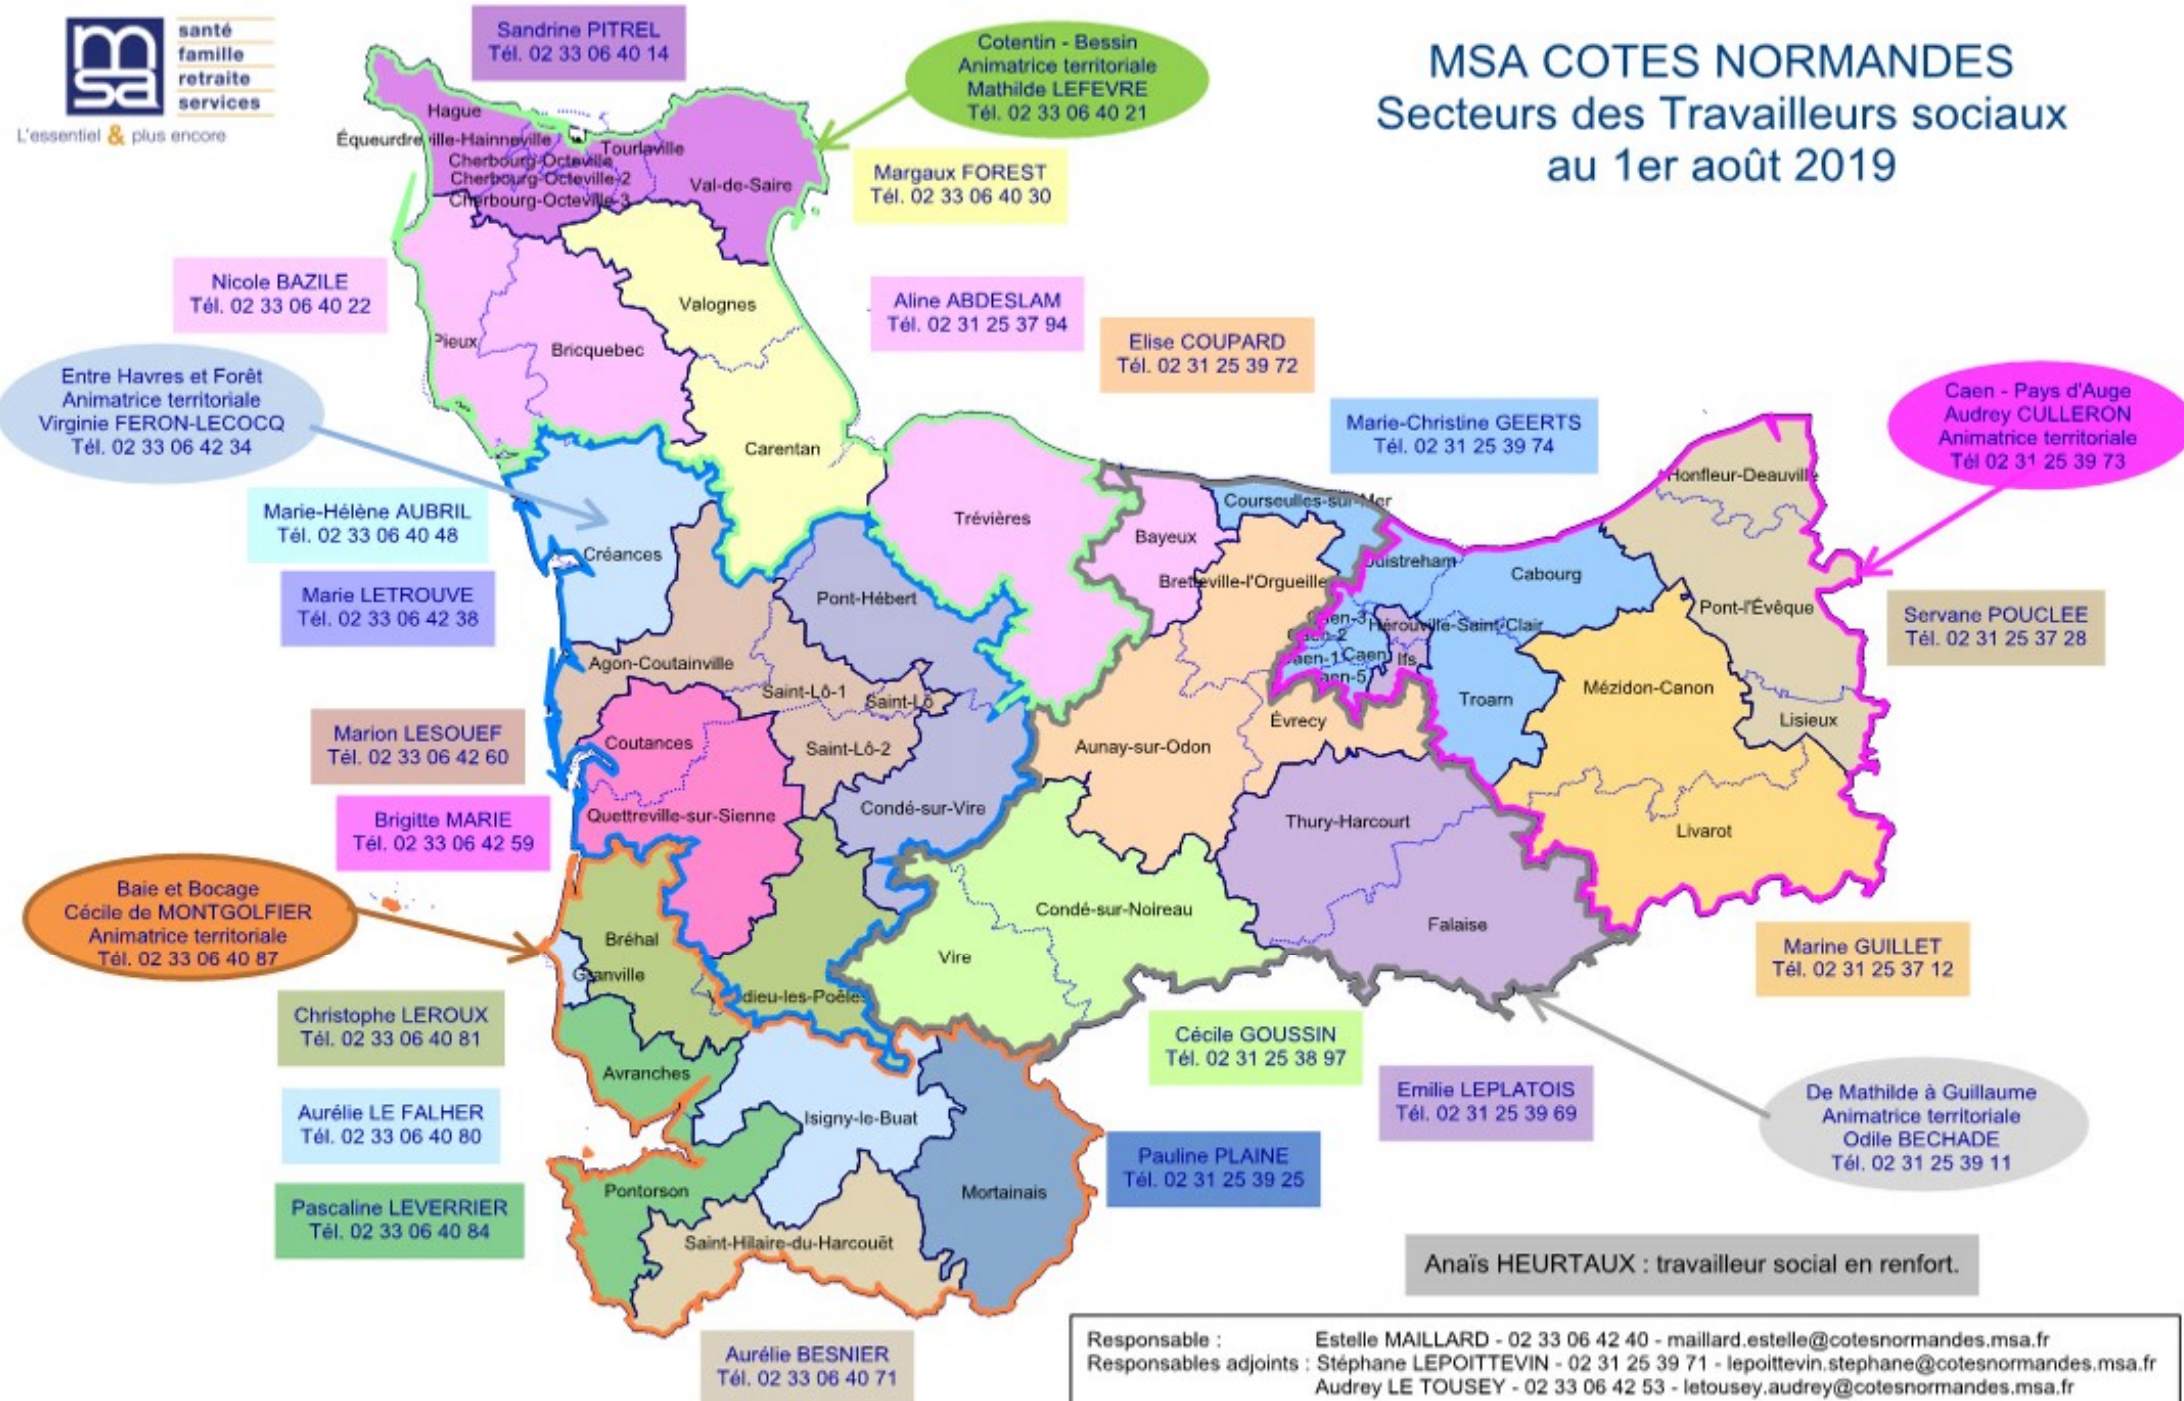 msa
santé
famille
retraite
services
L'essentiel & plus encore
MSA COTES NORMANDES
Secteurs des Travailleurs sociaux
au 1er août 2019
Sandrine PITREL
Tél. 02 33 06 40 14
Cotentin - Bessin
Animatrice territoriale
Mathilde LEFEVRE
Tél. 02 33 06 40 21
Margaux FOREST
Tél. 02 33 06 40 30
Nicole BAZILE
Tél. 02 33 06 40 22
Aline ABDESLAM
Tél. 02 31 25 37 94
Elise COUPARD
Tél. 02 31 25 39 72
Marie-Christine GEERTS
Tél. 02 31 25 39 74
Caen - Pays d'Auge
Audrey CULLERON
Animatrice territoriale
Tél 02 31 25 39 73
Entre Havres et Forêt
Animatrice territoriale
Virginie FERON-LECOCQ
Tél. 02 33 06 42 34
Marie-Hélène AUBRIL
Tél. 02 33 06 40 48
Marie LETROUVE
Tél. 02 33 06 42 38
Servane POUCLEE
Tél. 02 31 25 37 28
Marion LESOUEF
Tél. 02 33 06 42 60
Brigitte MARIE
Tél. 02 33 06 42 59
Baie et Bocage
Cécile de MONTGOLFIER
Animatrice territoriale
Tél. 02 33 06 40 87
Marine GUILLET
Tél. 02 31 25 37 12
Christophe LEROUX
Tél. 02 33 06 40 81
Cécile GOUSSIN
Tél. 02 31 25 38 97
Emilie LEPLATOIS
Tél. 02 31 25 39 69
De Mathilde à Guillaume
Animatrice territoriale
Odile BECHADE
Tél. 02 31 25 39 11
Aurélie LE FALHER
Tél. 02 33 06 40 80
Pauline PLAINE
Tél. 02 31 25 39 25
Pascaline LEVERRIER
Tél. 02 33 06 40 84
Aurélie BESNIER
Tél. 02 33 06 40 71
Hague
Équeurdreville-Hainneville
Cherbourg-Octeville
Tourlaville
Cherbourg-Octeville-2
Val-de-Saire
Cherbourg-Octeville-3
Valognes
Pieux
Bricquebec
Carentan
Trévières
Créances
Bayeux
Courseulles-sur-Mer
Honfleur-Deauville
Bretteville-l'Orgueille
Ouistreham
Cabourg
Pont-Hébert
Pont-l'Évêque
Caen-3
Hérouville-Saint-Clair
Caen-2
Caen-1
Caen
Ifs
Caen-5
Agon-Coutainville
Saint-Lô-1
Saint-Lô
Troarn
Mézidon-Canon
Lisieux
Évrecy
Coutances
Saint-Lô-2
Aunay-sur-Odon
Quettreville-sur-Sienne
Condé-sur-Vire
Thury-Harcourt
Livarot
Condé-sur-Noireau
Falaise
Bréhal
Vire
Granville
Villedieu-les-Poêles
Avranches
Isigny-le-Buat
Pontorson
Mortainais
Saint-Hilaire-du-Harcouët
Anaïs HEURTAUX : travailleur social en renfort.
Responsable : Estelle MAILLARD - 02 33 06 42 40 - maillard.estelle@cotesnormandes.msa.fr
Responsables adjoints : Stéphane LEPOITTEVIN - 02 31 25 39 71 - lepoittevin.stephane@cotesnormandes.msa.fr
Audrey LE TOUSEY - 02 33 06 42 53 - letousey.audrey@cotesnormandes.msa.fr